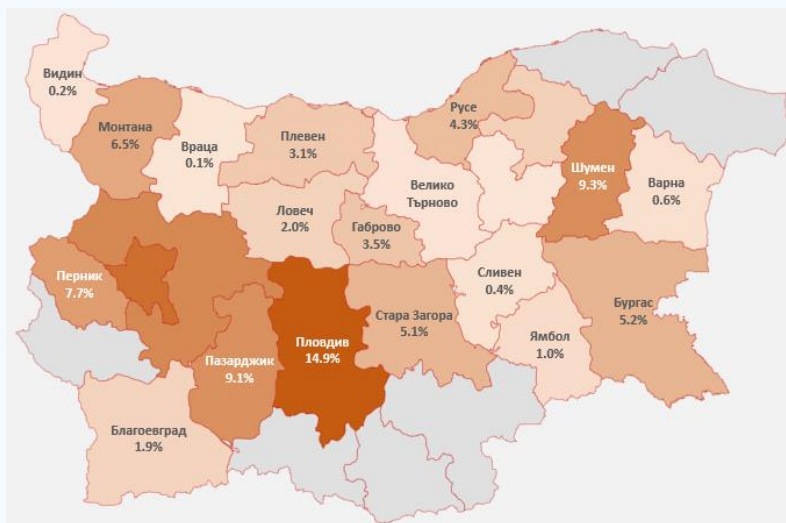 Видин
0.2%
Монтана
6.5%
Враца
0.1%
Плевен
3.1%
Русе
4.3%
Шумен
9.3%
Варна
0.6%
Велико
Търново
Ловеч
2.0%
Габрово
3.5%
Перник
7.7%
Сливен
0.4%
Бургас
5.2%
Стара Загора
5.1%
Ямбол
1.0%
Пловдив
14.9%
Пазарджик
9.1%
Благоевград
1.9%